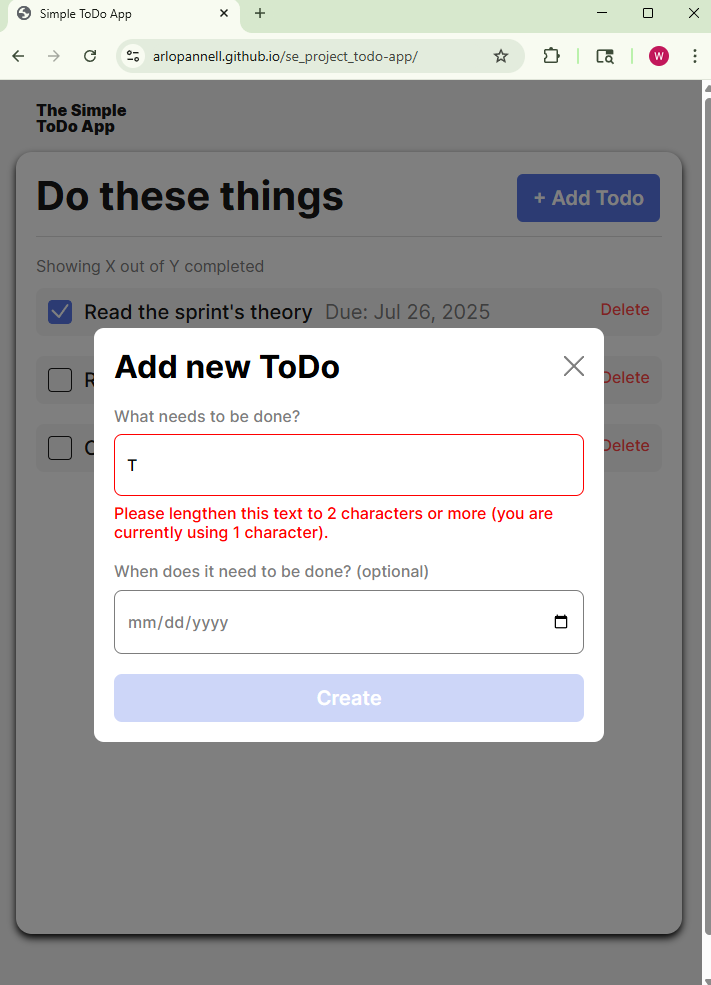 Simple ToDo App
arlopannell.github.io/se_project_todo-app/
W
The Simple
ToDo App
Do these things
+ Add Todo
Showing X out of Y completed
Read the sprint's theory Due: Jul 26, 2025 Delete
Delete
Delete
Add new ToDo
What needs to be done?
T
Please lengthen this text to 2 characters or more (you are
currently using 1 character).
When does it need to be done? (optional)
mm/dd/yyyy
Create